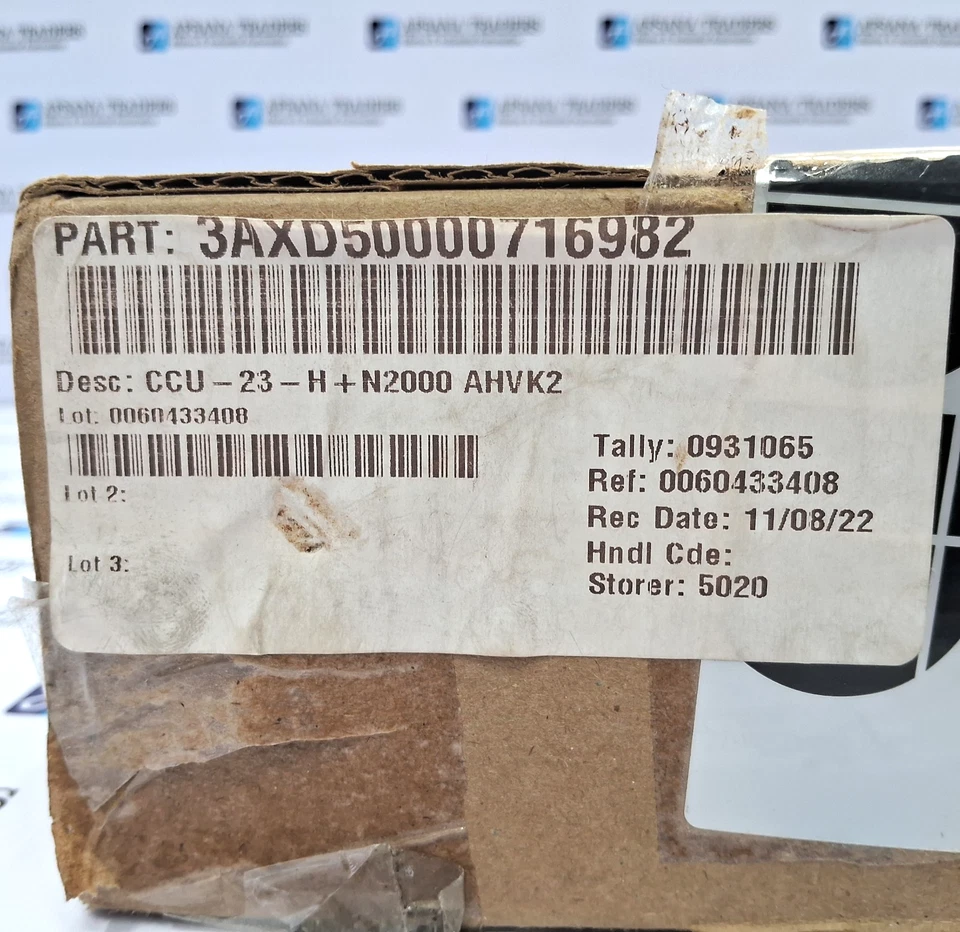 PART: 3AXD50000716982
Desc: CCU-23-H+N2000 AHVK2
Lot: 0060433408
Lot 2:
Lot 3:
Tally: 0931065
Ref: 0060433408
Rec Date: 11/08/22
Hndl Cde:
Storer: 5020